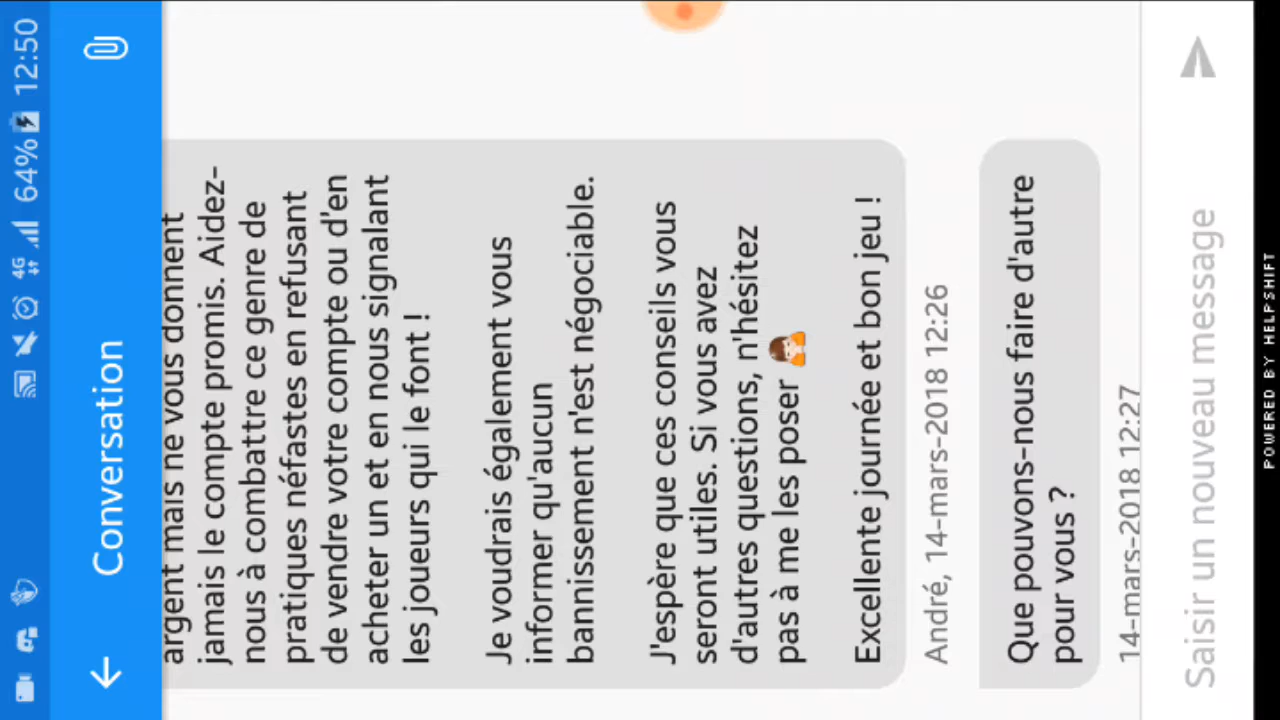 4G 64% 12:50
Conversation
argent mais ne vous donnent
jamais le compte promis. Aidez-
nous à combattre ce genre de
pratiques néfastes en refusant
de vendre votre compte ou d'en
acheter un et en nous signalant
les joueurs qui le font !
Je voudrais également vous
informer qu'aucun
bannissement n'est négociable.
J'espère que ces conseils vous
seront utiles. Si vous avez
d'autres questions, n'hésitez
pas à me les poser
Excellente journée et bon jeu !
André, 14-mars-2018 12:26
Que pouvons-nous faire d'autre
pour vous ?
14-mars-2018 12:27
Saisir un nouveau message
POWERED BY HELPSHIFT